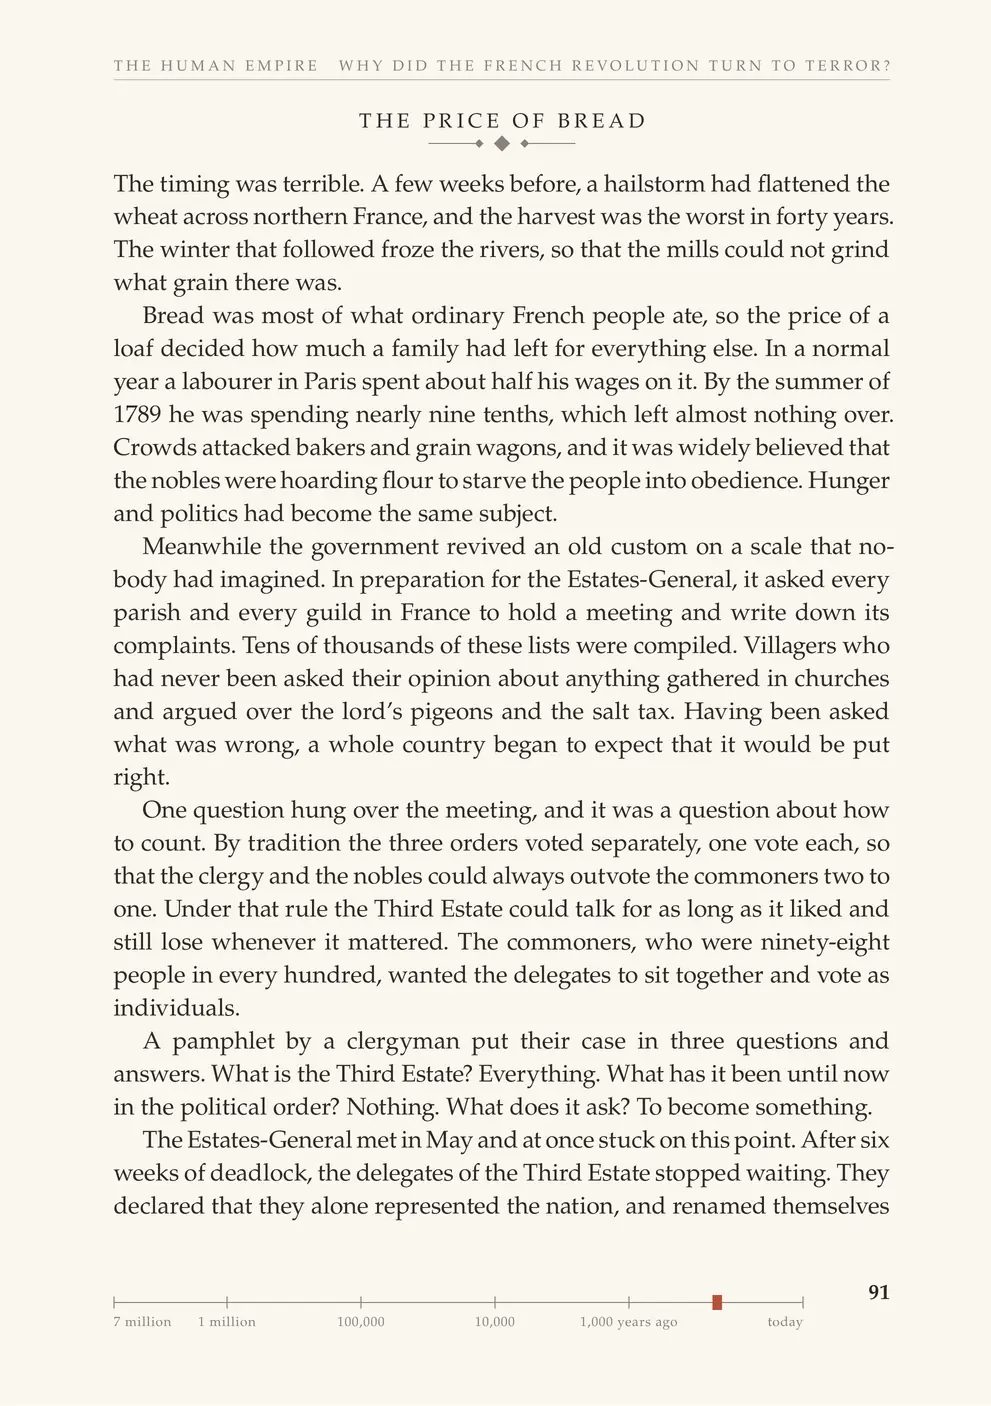 THE HUMAN EMPIRE WHY DID THE FRENCH REVOLUTION TURN TO TERROR?
THE PRICE OF BREAD
The timing was terrible. A few weeks before, a hailstorm had flattened the
wheat across northern France, and the harvest was the worst in forty years.
The winter that followed froze the rivers, so that the mills could not grind
what grain there was.
Bread was most of what ordinary French people ate, so the price of a
loaf decided how much a family had left for everything else. In a normal
year a labourer in Paris spent about half his wages on it. By the summer of
1789 he was spending nearly nine tenths, which left almost nothing over.
Crowds attacked bakers and grain wagons, and it was widely believed that
the nobles were hoarding flour to starve the people into obedience. Hunger
and politics had become the same subject.
Meanwhile the government revived an old custom on a scale that no-
body had imagined. In preparation for the Estates-General, it asked every
parish and every guild in France to hold a meeting and write down its
complaints. Tens of thousands of these lists were compiled. Villagers who
had never been asked their opinion about anything gathered in churches
and argued over the lord's pigeons and the salt tax. Having been asked
what was wrong, a whole country began to expect that it would be put
right.
One question hung over the meeting, and it was a question about how
to count. By tradition the three orders voted separately, one vote each, so
that the clergy and the nobles could always outvote the commoners two to
one. Under that rule the Third Estate could talk for as long as it liked and
still lose whenever it mattered. The commoners, who were ninety-eight
people in every hundred, wanted the delegates to sit together and vote as
individuals.
A pamphlet by a clergyman put their case in three questions and
answers. What is the Third Estate? Everything. What has it been until now
in the political order? Nothing. What does it ask? To become something.
The Estates-General met in May and at once stuck on this point. After six
weeks of deadlock, the delegates of the Third Estate stopped waiting. They
declared that they alone represented the nation, and renamed themselves
91
7 million 1 million 100,000 10,000 1,000 years ago today